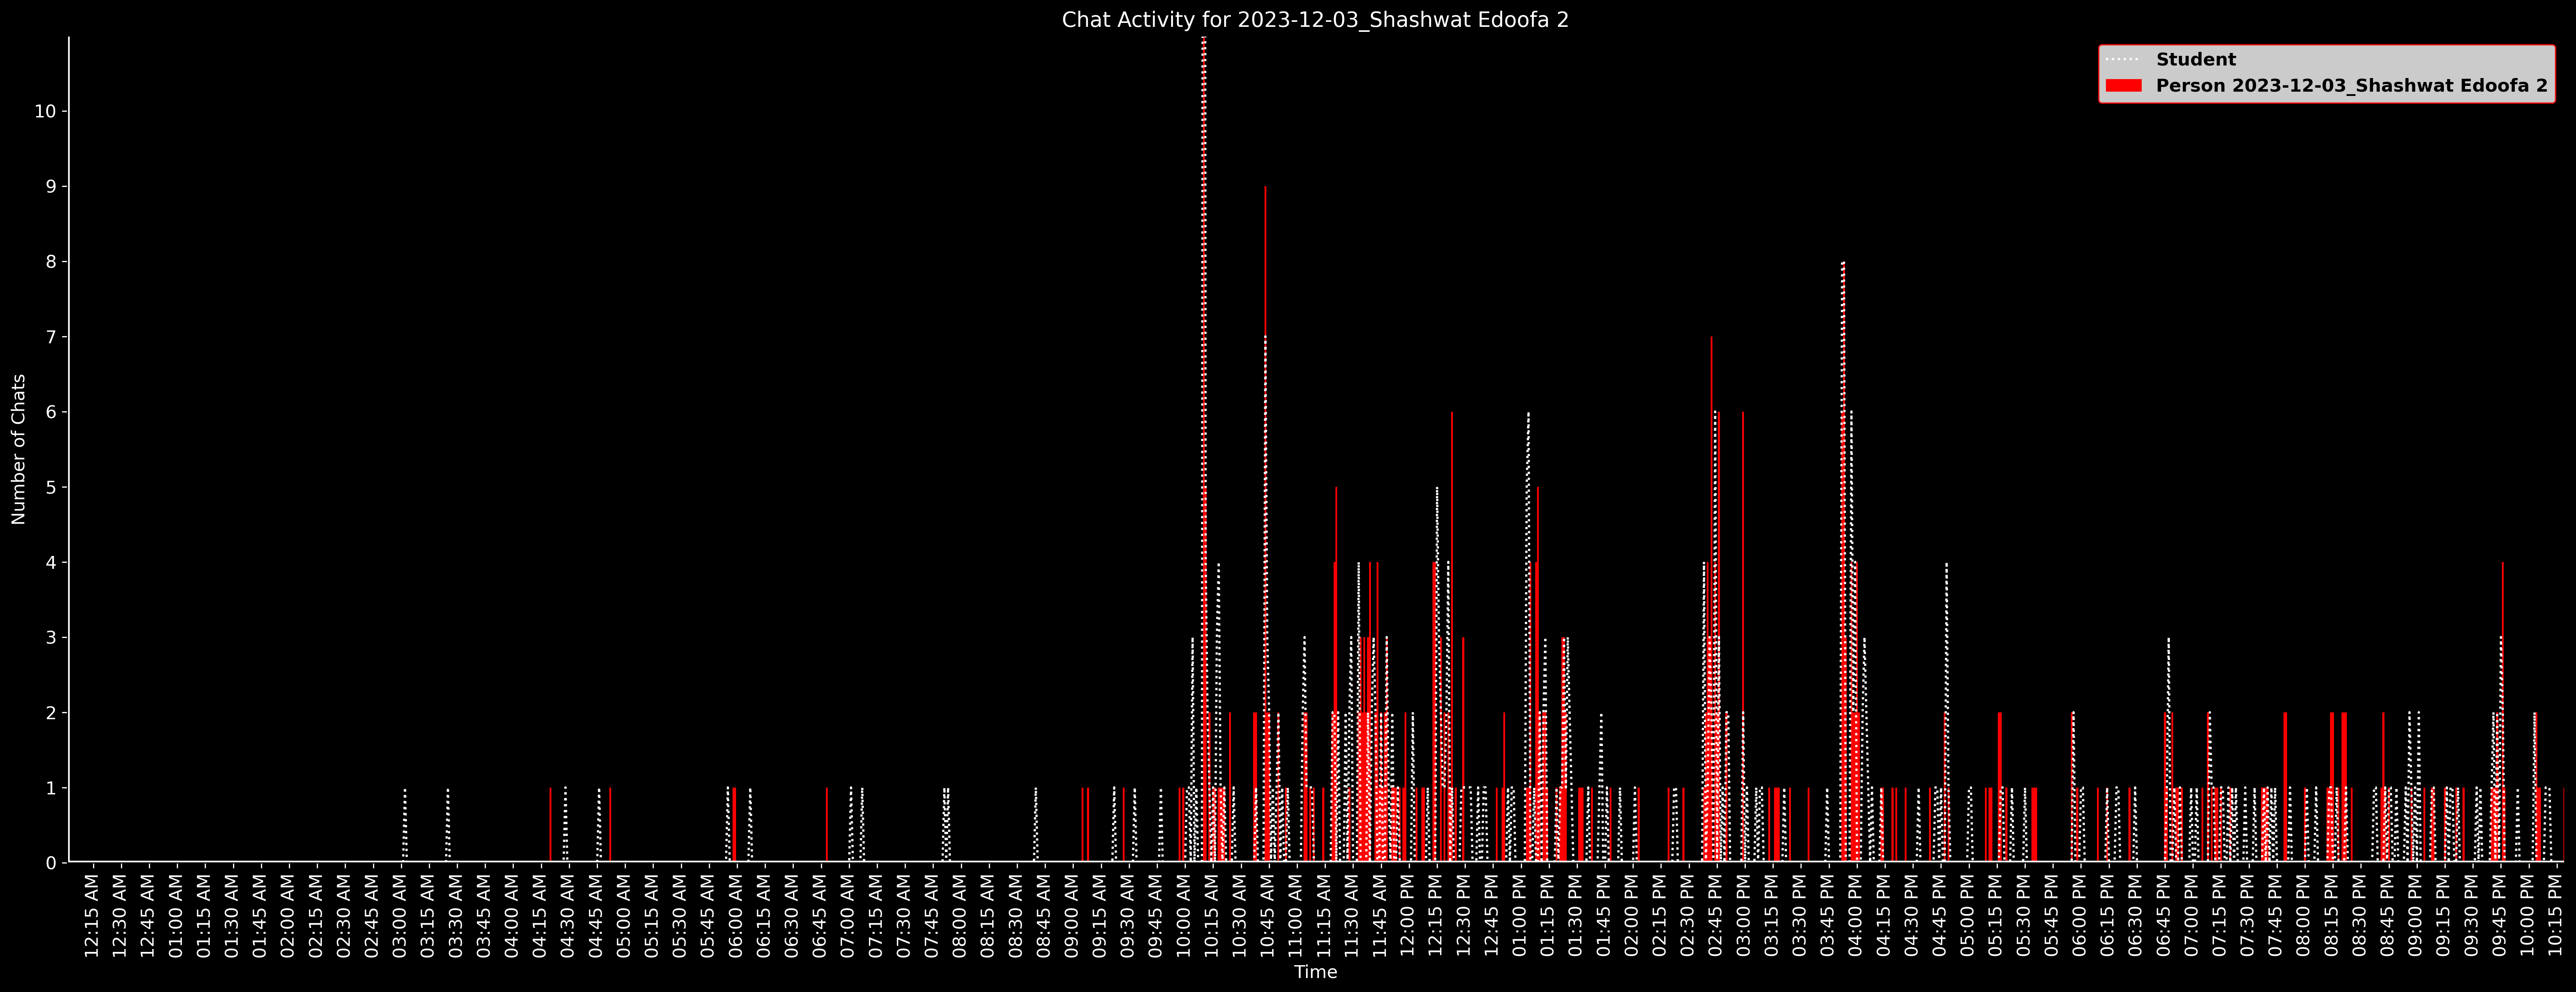 Chat Activity for 2023-12-03_Shashwat Edoofa 2
Student
Person 2023-12-03_Shashwat Edoofa 2
Number of Chats
10
9
8
7
6
5
4
3
2
1
0
12:15 AM
12:30 AM
12:45 AM
01:00 AM
01:15 AM
01:30 AM
01:45 AM
02:00 AM
02:15 AM
02:30 AM
02:45 AM
03:00 AM
03:15 AM
03:30 AM
03:45 AM
04:00 AM
04:15 AM
04:30 AM
04:45 AM
05:00 AM
05:15 AM
05:30 AM
05:45 AM
06:00 AM
06:15 AM
06:30 AM
06:45 AM
07:00 AM
07:15 AM
07:30 AM
07:45 AM
08:00 AM
08:15 AM
08:30 AM
08:45 AM
09:00 AM
09:15 AM
09:30 AM
09:45 AM
10:00 AM
10:15 AM
10:30 AM
10:45 AM
11:00 AM
11:15 AM
11:30 AM
11:45 AM
12:00 PM
12:15 PM
12:30 PM
12:45 PM
01:00 PM
01:15 PM
01:30 PM
01:45 PM
02:00 PM
02:15 PM
02:30 PM
02:45 PM
03:00 PM
03:15 PM
03:30 PM
03:45 PM
04:00 PM
04:15 PM
04:30 PM
04:45 PM
05:00 PM
05:15 PM
05:30 PM
05:45 PM
06:00 PM
06:15 PM
06:30 PM
06:45 PM
07:00 PM
07:15 PM
07:30 PM
07:45 PM
08:00 PM
08:15 PM
08:30 PM
08:45 PM
09:00 PM
09:15 PM
09:30 PM
09:45 PM
10:00 PM
10:15 PM
Time